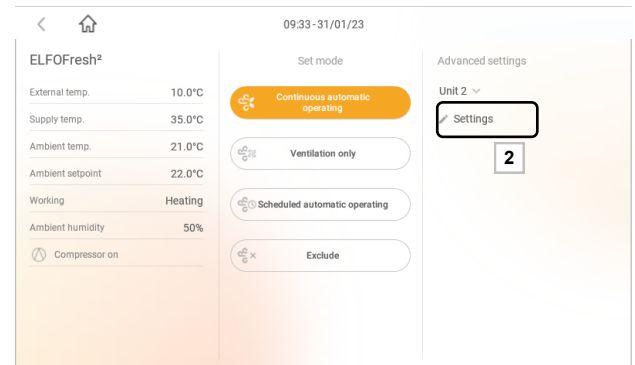 09:33-31/01/23
ELFOFresh²
Set mode
Advanced settings
External temp. 10.0°C
Supply temp. 35.0°C
Ambient temp. 21.0°C
Ambient setpoint 22.0°C
Working Heating
Ambient humidity 50%
Compressor on
Continuous automatic
operating
Ventilation only
Scheduled automatic operating
Exclude
Unit 2
Settings
2